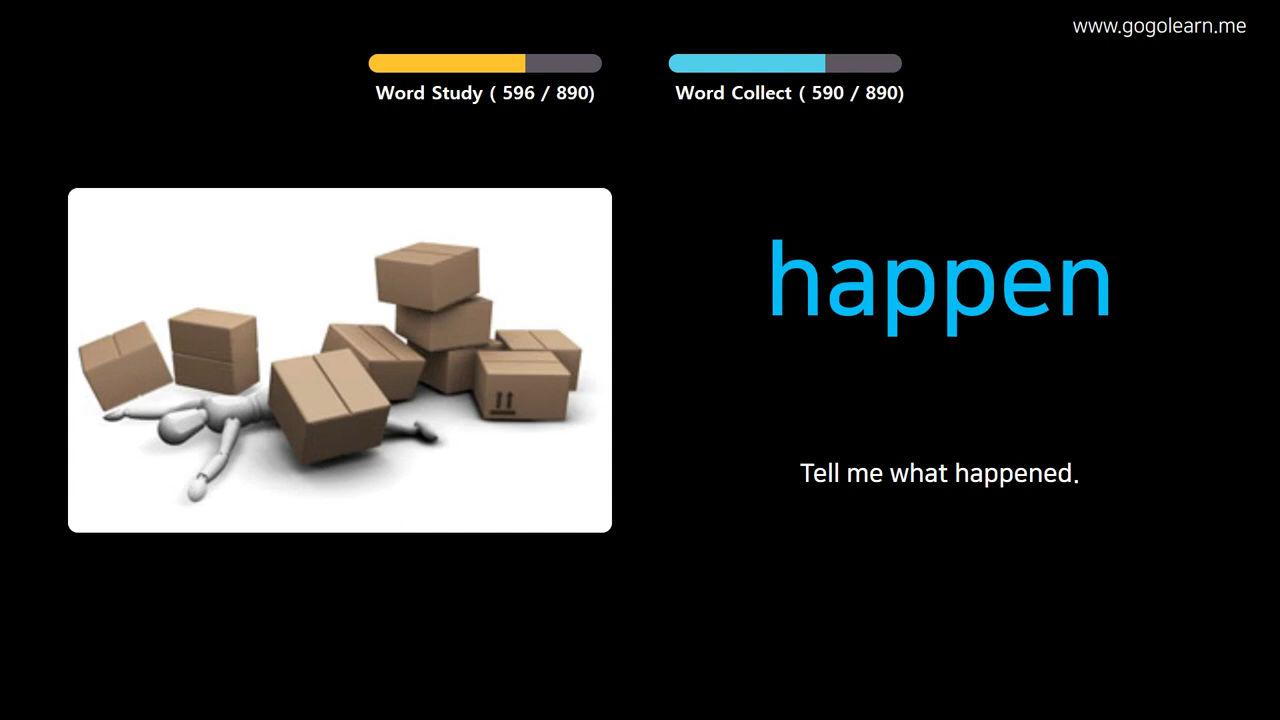 www.gogolearn.me
Word Study ( 596 / 890)
Word Collect ( 590 / 890)
happen
Tell me what happened.